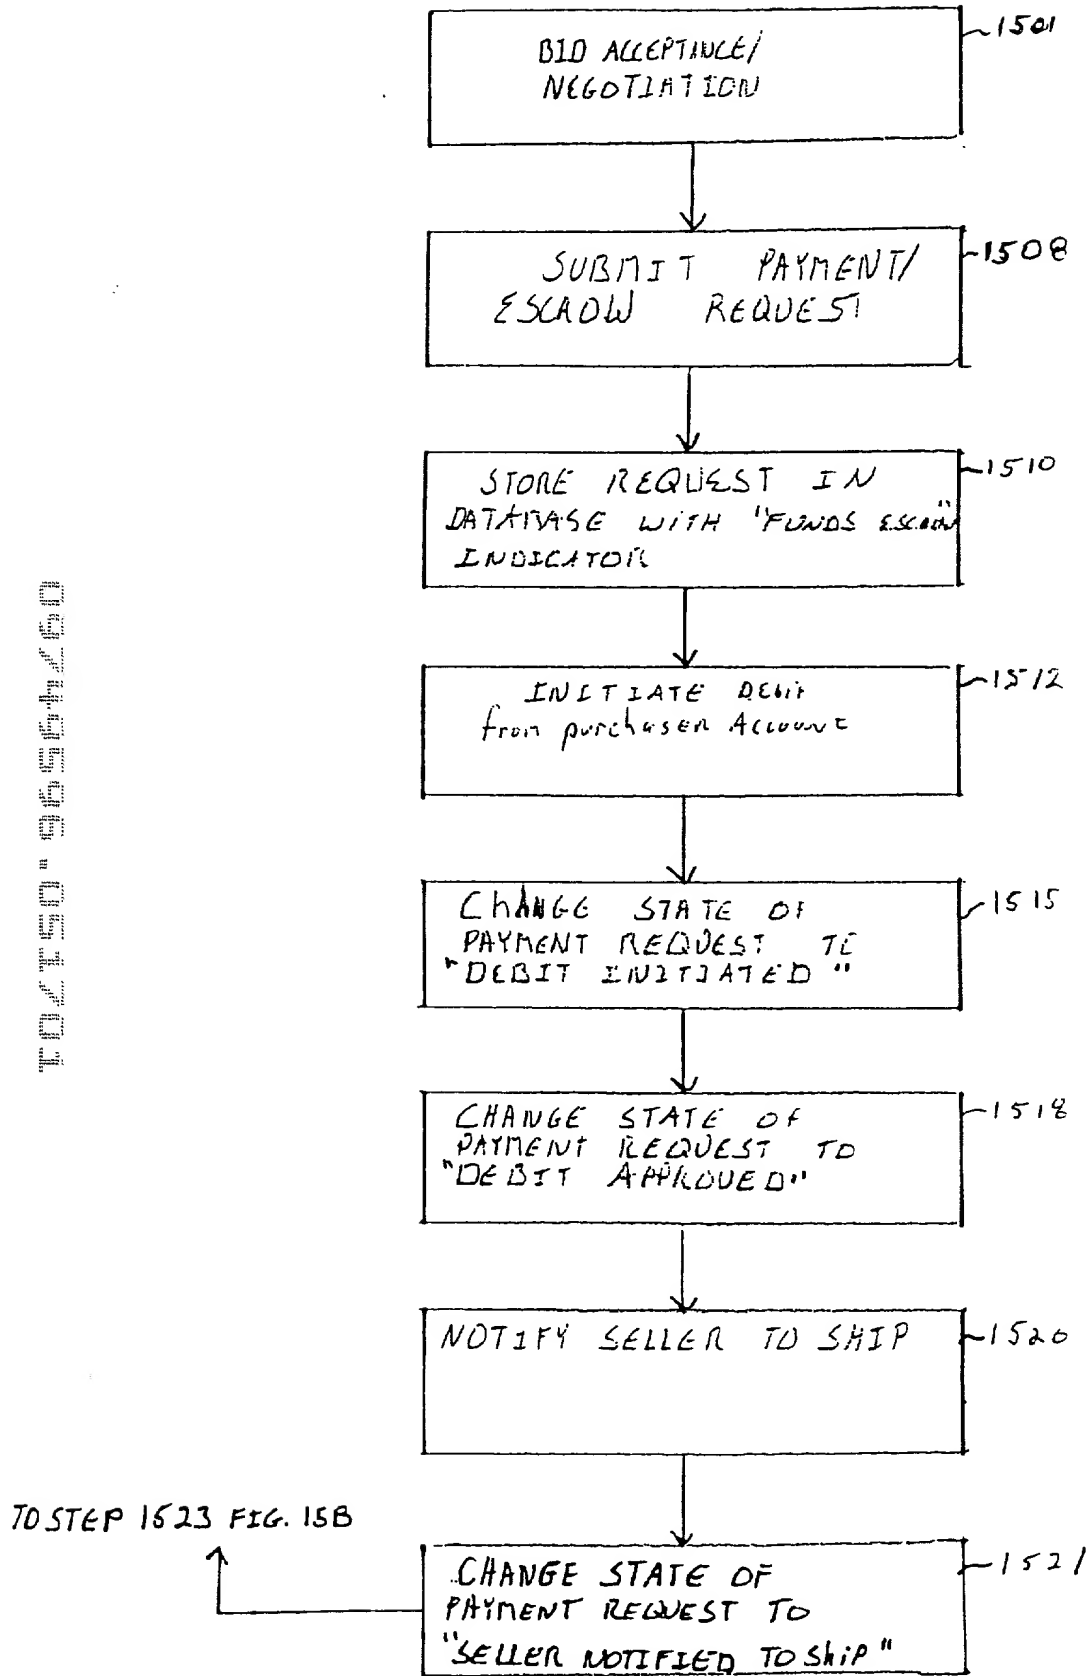 BID ACCEPTANCE/
NEGOTIATION
1501
SUBMIT PAYMENT/
ESCROW REQUEST
1508
STORE REQUEST IN
DATABASE WITH "FUNDS ESCROW"
INDICATOR
1510
INITIATE DEBIT
from purchaser Account
1512
CHANGE STATE OF
PAYMENT REQUEST TO
"DEBIT INITIATED"
1515
CHANGE STATE OF
PAYMENT REQUEST TO
"DEBIT APPROVED"
1518
NOTIFY SELLER TO SHIP
1520
TO STEP 1523 FIG. 15B
CHANGE STATE OF
PAYMENT REQUEST TO
"SELLER NOTIFIED TO SHIP"
1521
09749596.051701